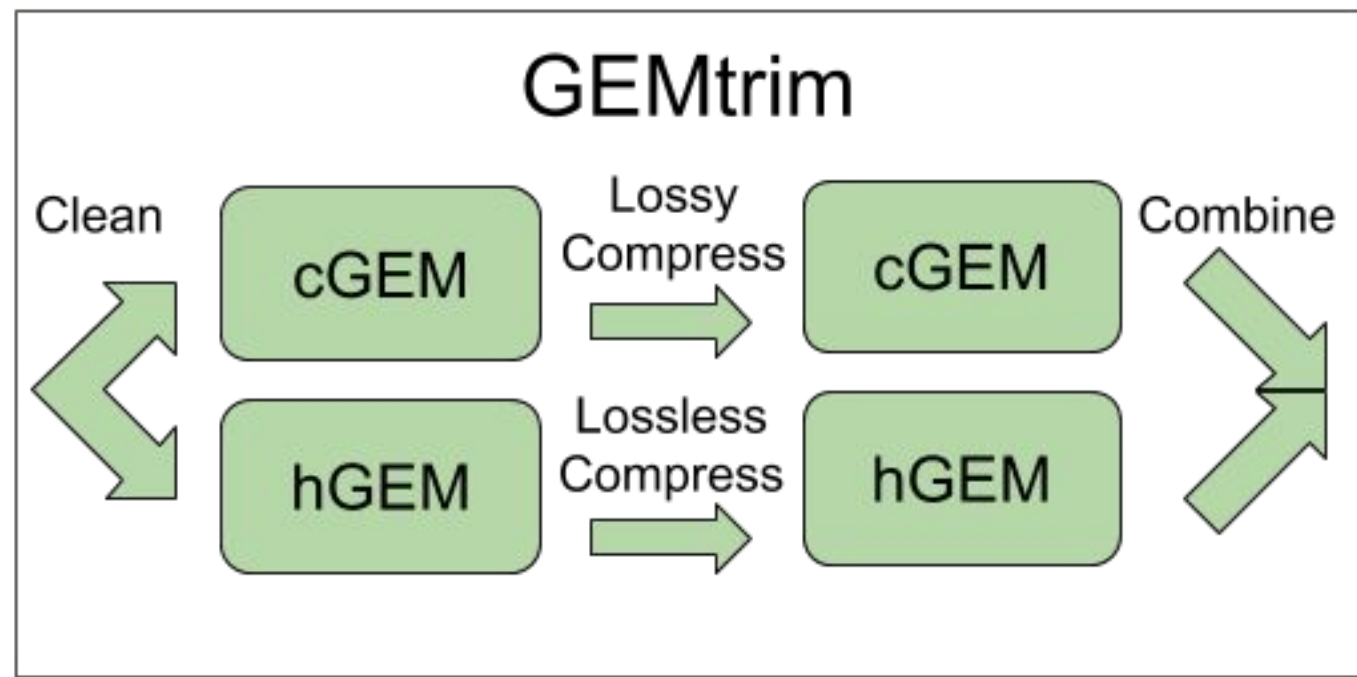 GEMtrim
Clean
cGEM
Lossy
Compress
cGEM
Combine
hGEM
Lossless
Compress
hGEM